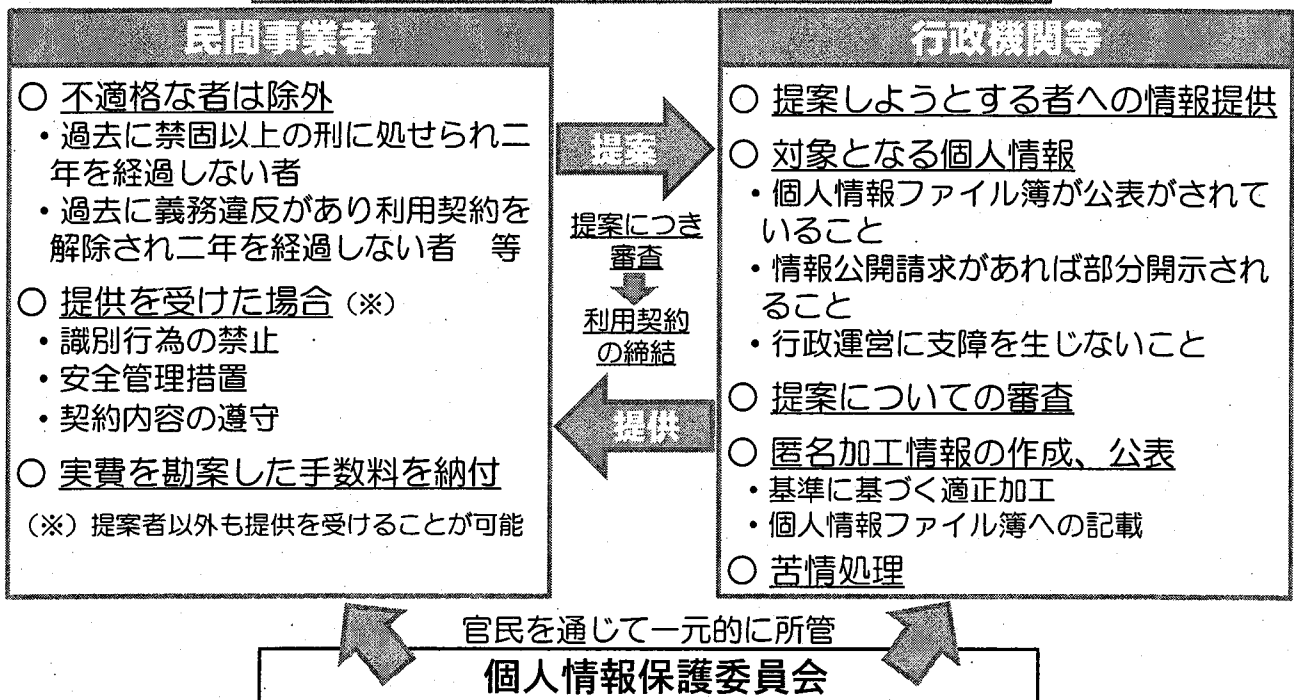 民間事業者
○ 不適格な者は除外
・過去に禁固以上の刑に処せられ二
年を経過しない者
・過去に義務違反があり利用契約を
解除され二年を経過しない者　等
○ 提供を受けた場合（※）
・識別行為の禁止
・安全管理措置
・契約内容の遵守
○ 実費を勘案した手数料を納付
（※）提案者以外も提供を受けることが可能
提案
提案につき
審査
利用契約
の締結
提供
行政機関等
○ 提案しようとする者への情報提供
○ 対象となる個人情報
・個人情報ファイル簿が公表がされて
いること
・情報公開請求があれば部分開示され
ること
・行政運営に支障を生じないこと
○ 提案についての審査
○ 匿名加工情報の作成、公表
・基準に基づく適正加工
・個人情報ファイル簿への記載
○ 苦情処理
官民を通じて一元的に所管
個人情報保護委員会